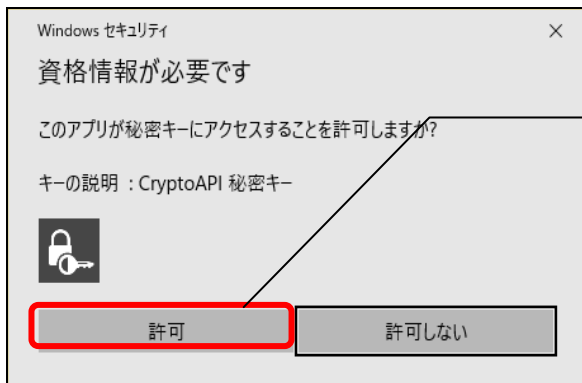 Windows セキュリティ
資格情報が必要です
このアプリが秘密キーにアクセスすることを許可しますか?
キーの説明 : CryptoAPI 秘密キー
許可
許可しない